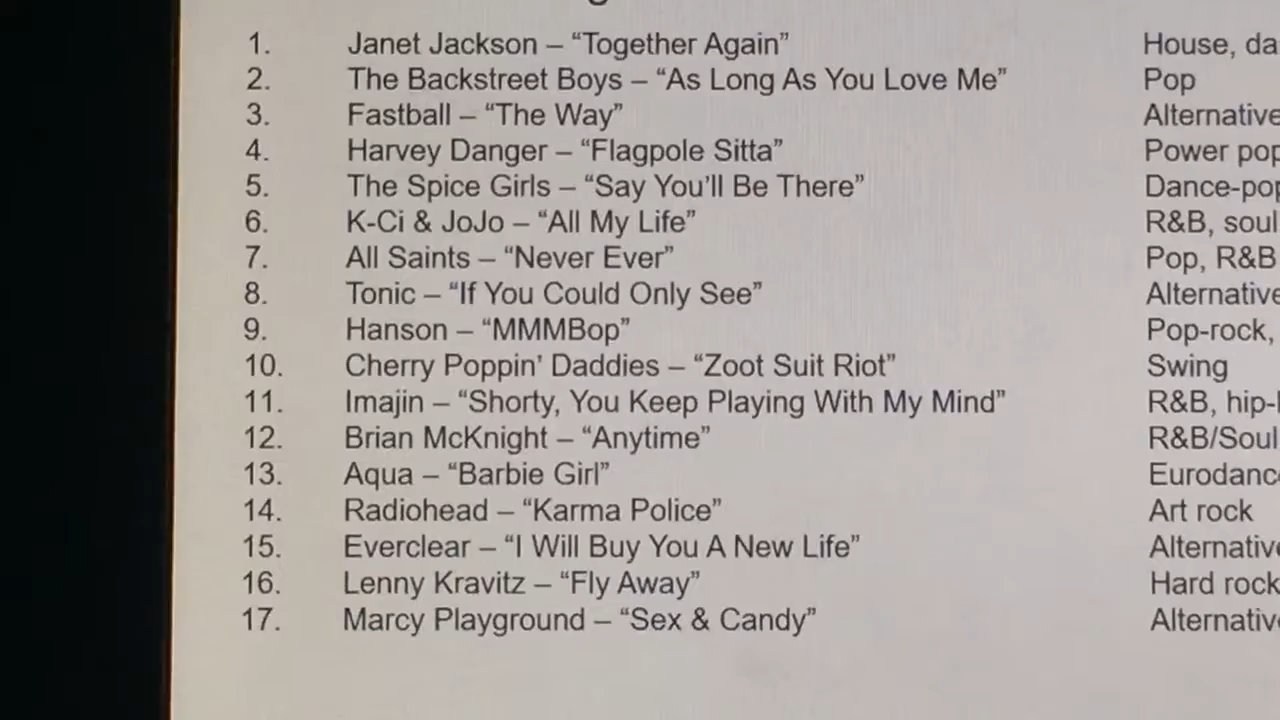 1. Janet Jackson – “Together Again” House, da
2. The Backstreet Boys – “As Long As You Love Me” Pop
3. Fastball – “The Way” Alternative
4. Harvey Danger – “Flagpole Sitta” Power pop
5. The Spice Girls – “Say You’ll Be There” Dance-pop
6. K-Ci & JoJo – “All My Life” R&B, soul
7. All Saints – “Never Ever” Pop, R&B
8. Tonic – “If You Could Only See” Alternative
9. Hanson – “MMMBop” Pop-rock,
10. Cherry Poppin' Daddies – “Zoot Suit Riot” Swing
11. Imajin – “Shorty, You Keep Playing With My Mind” R&B, hip-
12. Brian McKnight – “Anytime” R&B/Soul
13. Aqua – “Barbie Girl” Eurodanc
14. Radiohead – “Karma Police” Art rock
15. Everclear – “I Will Buy You A New Life” Alternativ
16. Lenny Kravitz – “Fly Away” Hard rock
17. Marcy Playground – “Sex & Candy” Alternativ